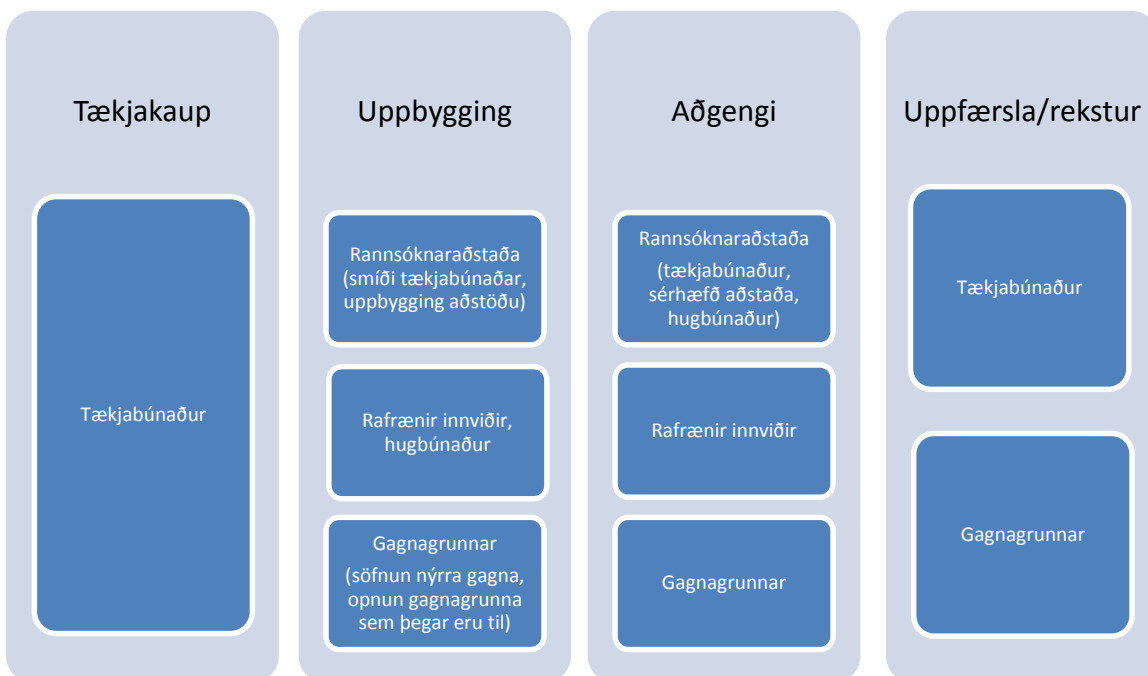 Tækjakaup
Tækjabúnaður
Uppbygging
Rannsóknaraðstaða
(smíði tækjabúnaðar,
uppbygging aðstöðu)
Rafrænir innviðir,
hugbúnaður
Gagnagrunnar
(söfnun nýrra gagna,
opnun gagnagrunna
sem þegar eru til)
Aðgengi
Rannsóknaraðstaða
(tækjabúnaður,
sérhæfð aðstaða,
hugbúnaður)
Rafrænir innviðir
Gagnagrunnar
Uppfærsla/rekstur
Tækjabúnaður
Gagnagrunnar